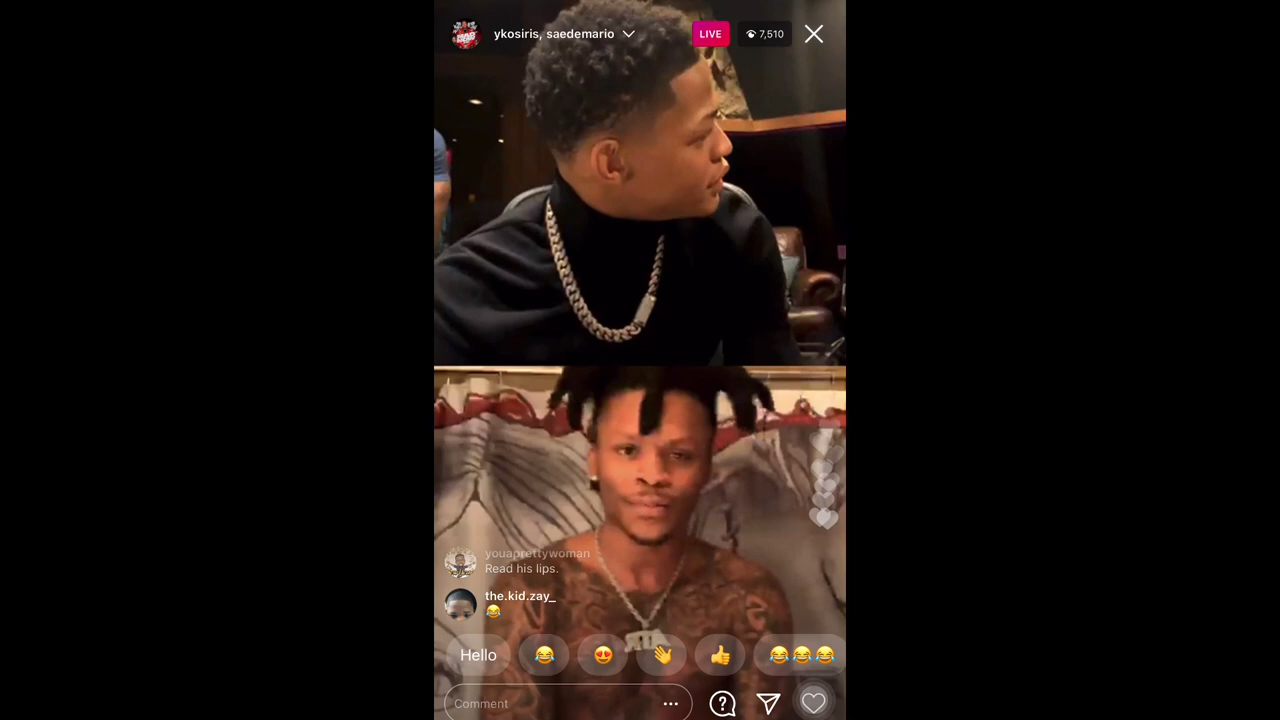 ykosiris, saedemario
LIVE
7,510
youaprettywoman
Read his lips.
the.kid.zay_
😂
Hello 😂 😍 👋 👍 😂😂😂
Comment